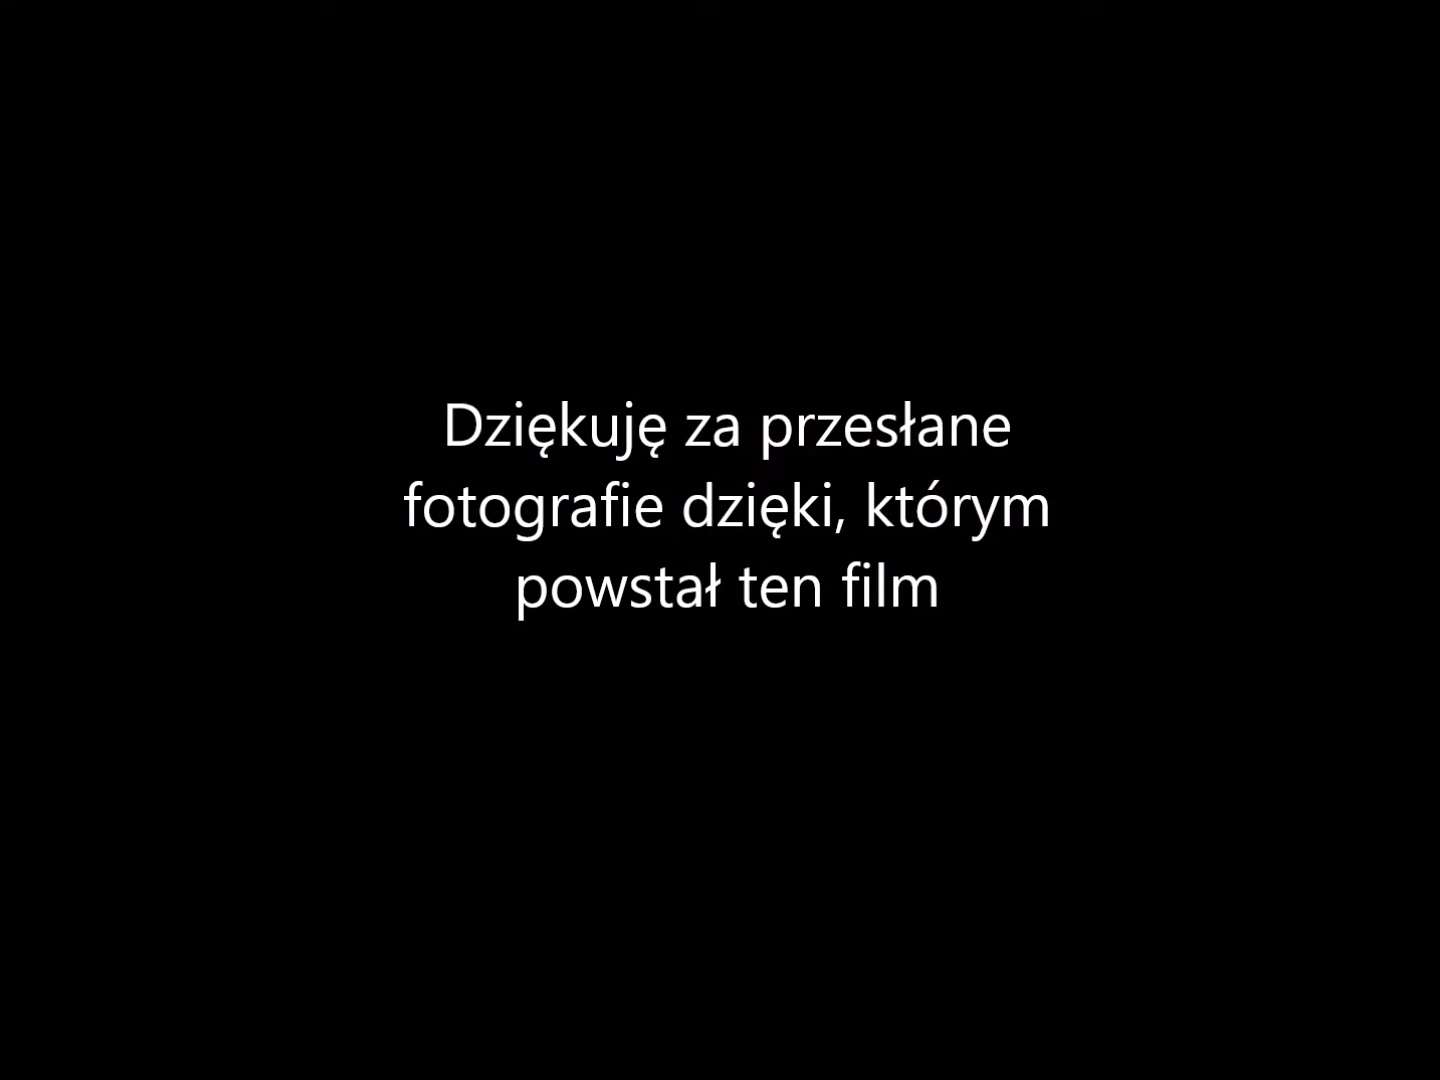 Dziękuję za przesłane
fotografie dzięki, którym
powstał ten film